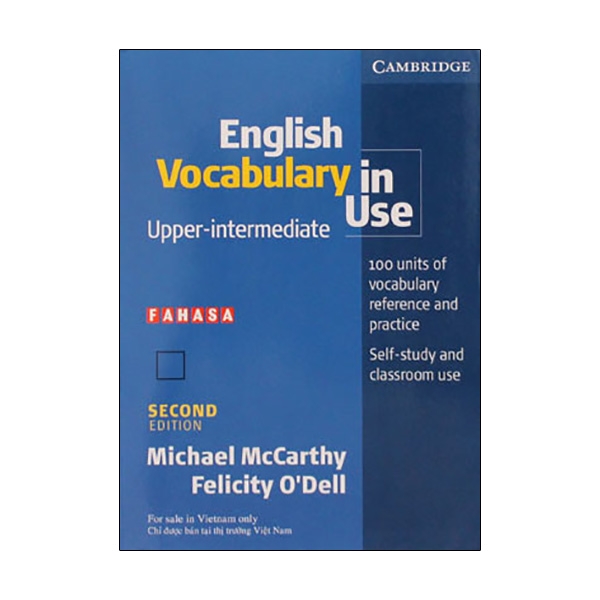 CAMBRIDGE
English
Vocabulary in
Use
Upper-intermediate
100 units of
vocabulary
reference and
practice
Self-study and
classroom use
FAHASA
SECOND
EDITION
Michael McCarthy
Felicity O'Dell
For sale in Vietnam only
Chỉ được bán tại thị trường Việt Nam